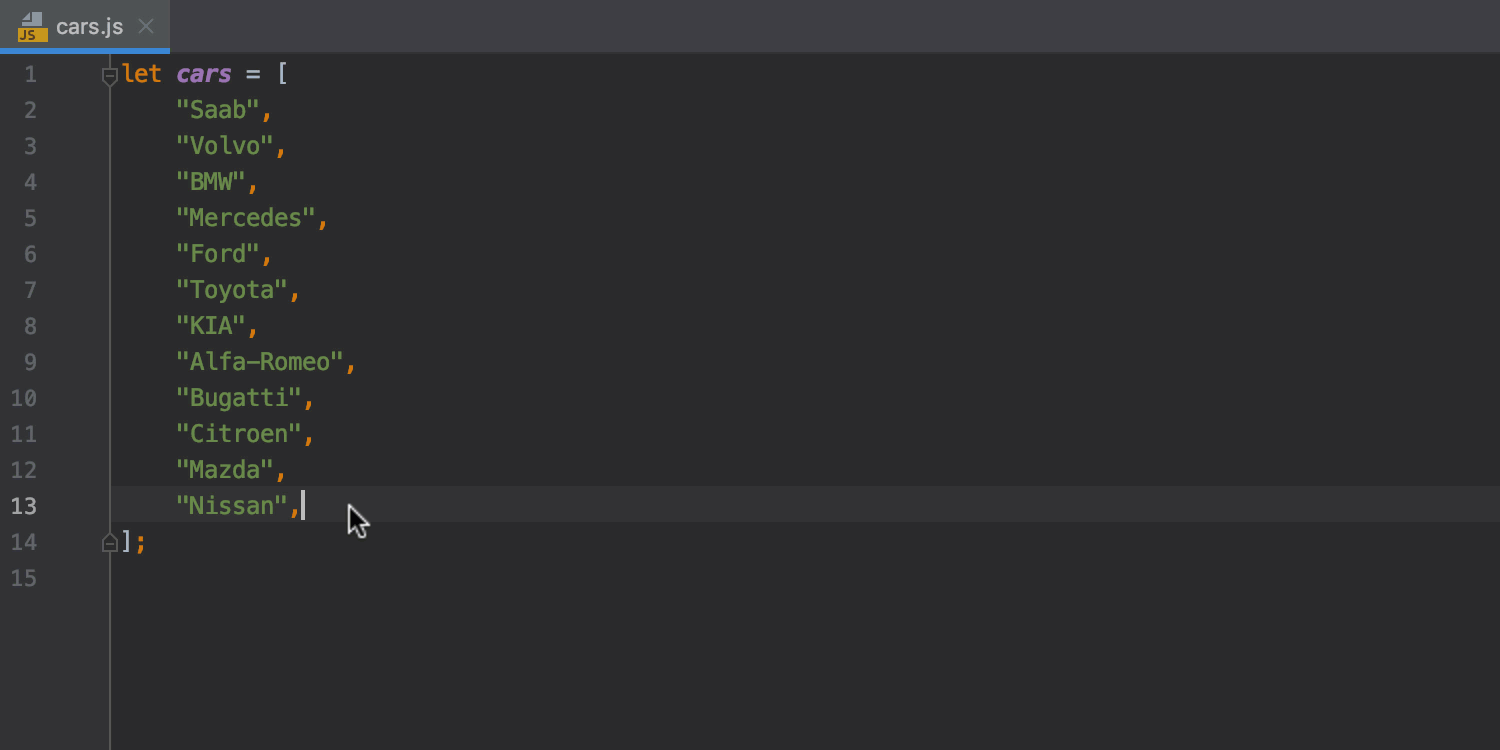 JS cars.js
1 let cars = [
2 "Saab",
3 "Volvo",
4 "BMW",
5 "Mercedes",
6 "Ford",
7 "Toyota",
8 "KIA",
9 "Alfa-Romeo",
10 "Bugatti",
11 "Citroen",
12 "Mazda",
13 "Nissan",
14 ];
15